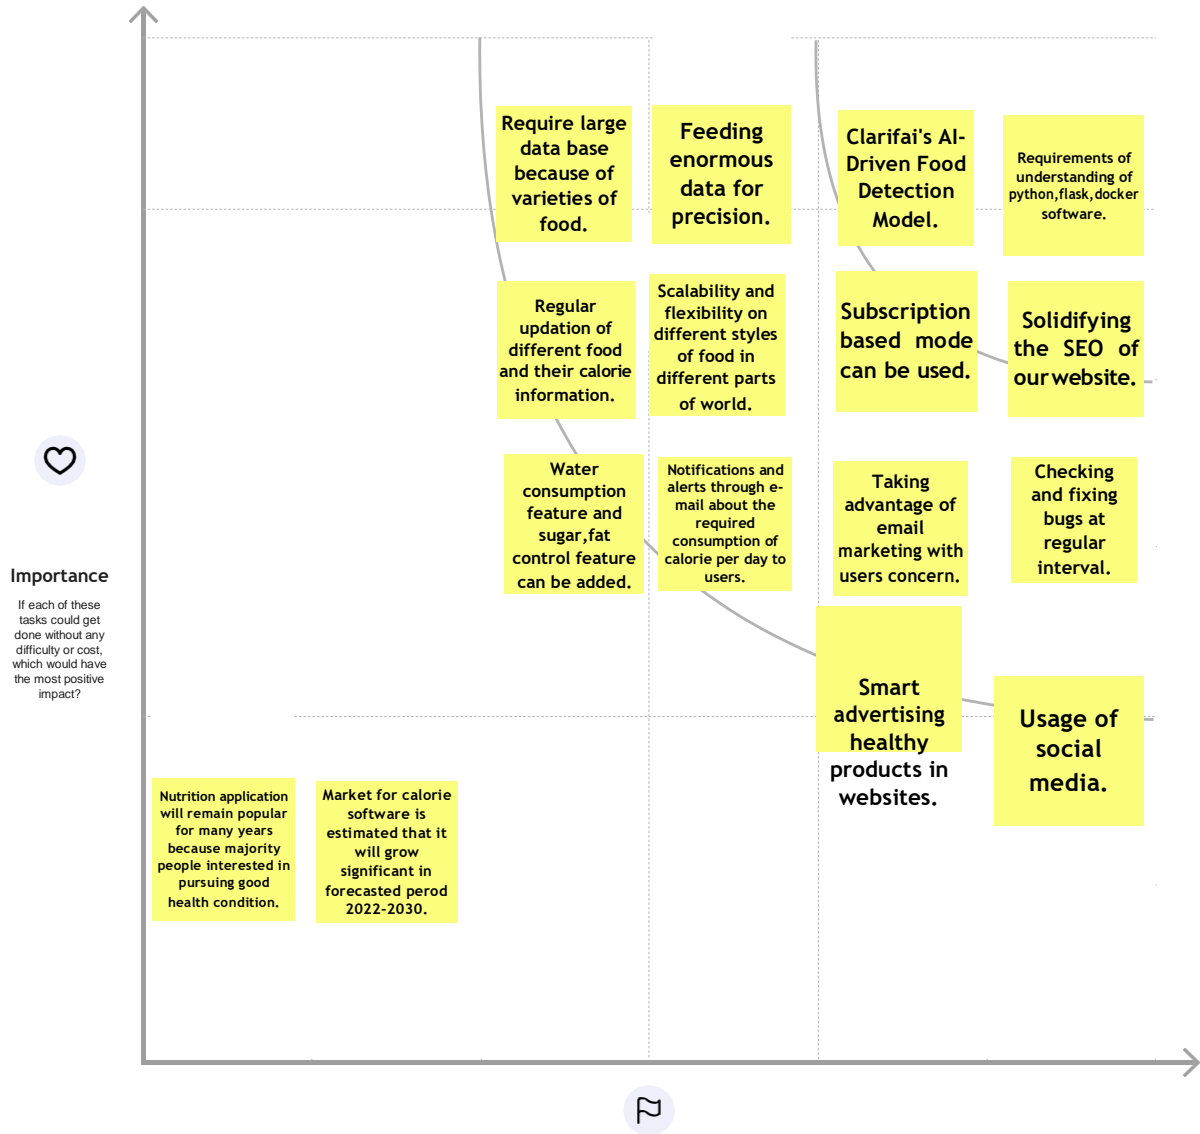 Require large
data base
because of
varieties of
food.
Feeding
enormous
data for
precision.
Clarifai's AI-
Driven Food
Detection
Model.
Requirements of
understanding of
python,flask,docker
software.
Regular
updation of
different food
and their calorie
information.
Scalability and
flexibility on
different styles
of food in
different parts
of world.
Subscription
based mode
can be used.
Solidifying
the SEO of
our website.
Water
consumption
feature and
sugar,fat
control feature
can be added.
Notifications and
alerts through e-
mail about the
required
consumption of
calorie per day to
users.
Taking
advantage of
email
marketing with
users concern.
Checking
and fixing
bugs at
regular
interval.
Importance
If each of these
tasks could get
done without any
difficulty or cost,
which would have
the most positive
impact?
Smart
advertising
healthy
products in
websites.
Usage of
social
media.
Nutrition application
will remain popular
for many years
because majority
people interested in
pursuing good
health condition.
Market for calorie
software is
estimated that it
will grow
significant in
forecasted perod
2022-2030.